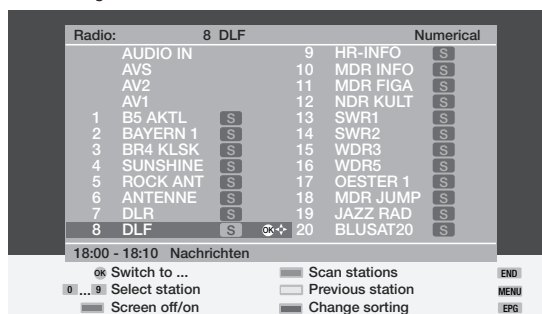 Radio: 8 DLF Numerical
AUDIO IN
AVS
AV2
AV1
1 B5 AKTL S
2 BAYERN 1 S
3 BR4 KLSK S
4 SUNSHINE S
5 ROCK ANT S
6 ANTENNE S
7 DLR S
8 DLF S OK
9 HR-INFO S
10 MDR INFO S
11 MDR FIGA S
12 NDR KULT S
13 SWR1 S
14 SWR2 S
15 WDR3 S
16 WDR5 S
17 OESTER 1 S
18 MDR JUMP S
19 JAZZ RAD S
20 BLUSAT20 S
18:00 - 18:10 Nachrichten
OK Switch to ...
0 ... 9 Select station
Screen off/on
Scan stations
Previous station
Change sorting
END
MENU
EPG